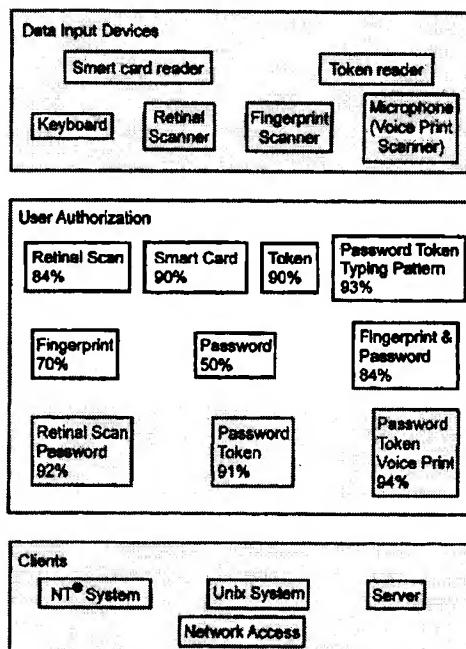 Data Input Devices
Smart card reader
Token reader
Keyboard
Retinal
Scanner
Fingerprint
Scanner
Microphone
(Voice Print
Scanner)
User Authorization
Retinal Scan
84%
Smart Card
90%
Token
90%
Password Token
Typing Pattern
93%
Fingerprint
70%
Password
50%
Fingerprint &
Password
84%
Retinal Scan
Password
92%
Password
Token
91%
Password
Token
Voice Print
94%
Clients
NT® System
Unix System
Server
Network Access